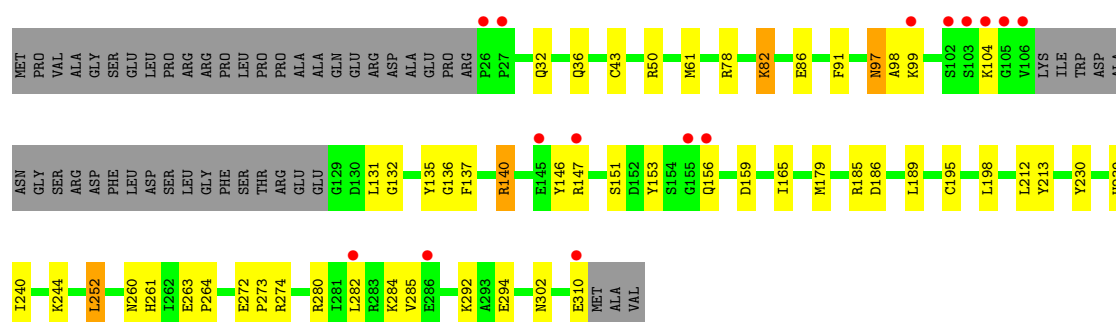 MET PRO VAL ALA GLY SER GLU LEU PRO ARG ARG PRO LEU PRO PRO ALA ALA GLN GLU ARG ASP ALA GLU PRO ARG P26 P27 Q32 Q36 C43 R50 M61 R78 K82 E86 F91 N97 A98 K99 S102 S103 K104 G105 V106 LYS ILE TRP ASP ALA
ASN GLY SER ARG ASP PHE LEU ASP SER LEU GLY PHE SER THR ARG GLU GLU G129 D130 L131 G132 Y135 G136 F137 R140 E145 Y146 R147 S151 D152 Y153 S154 G155 Q156 D159 I165 M179 R185 D186 L189 C195 L198 L212 Y213 Y230
I240 K244 L252 N260 H261 I262 E263 P264 E272 P273 R274 R280 I281 L282 R283 K284 V285 E286 K292 A293 E294 N302 E310 MET ALA VAL